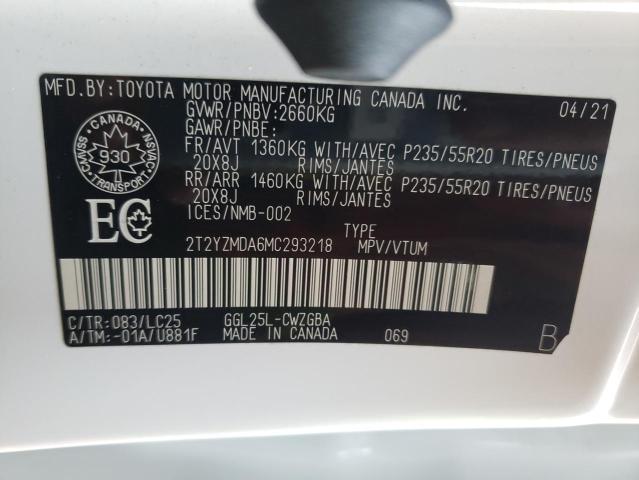 MFD.BY:TOYOTA MOTOR MANUFACTURING CANADA INC. 04/21
GVWR/PNBV:2660KG
GAWR/PNBE:
FR/AVT 1360KG WITH/AVEC P235/55R20 TIRES/PNEUS
20X8J RIMS/JANTES
RR/ARR 1460KG WITH/AVEC P235/55R20 TIRES/PNEUS
20X8J RIMS/JANTES
ICES/NMB-002
CANADA
CMVSS
930
NSVAC
TRANSPORT
EC
TYPE
2T2YZMDA6MC293218 MPV/VTUM
C/TR:083/LC25 GGL25L-CWZGBA
A/TM:-01A/U881F MADE IN CANADA 069 B